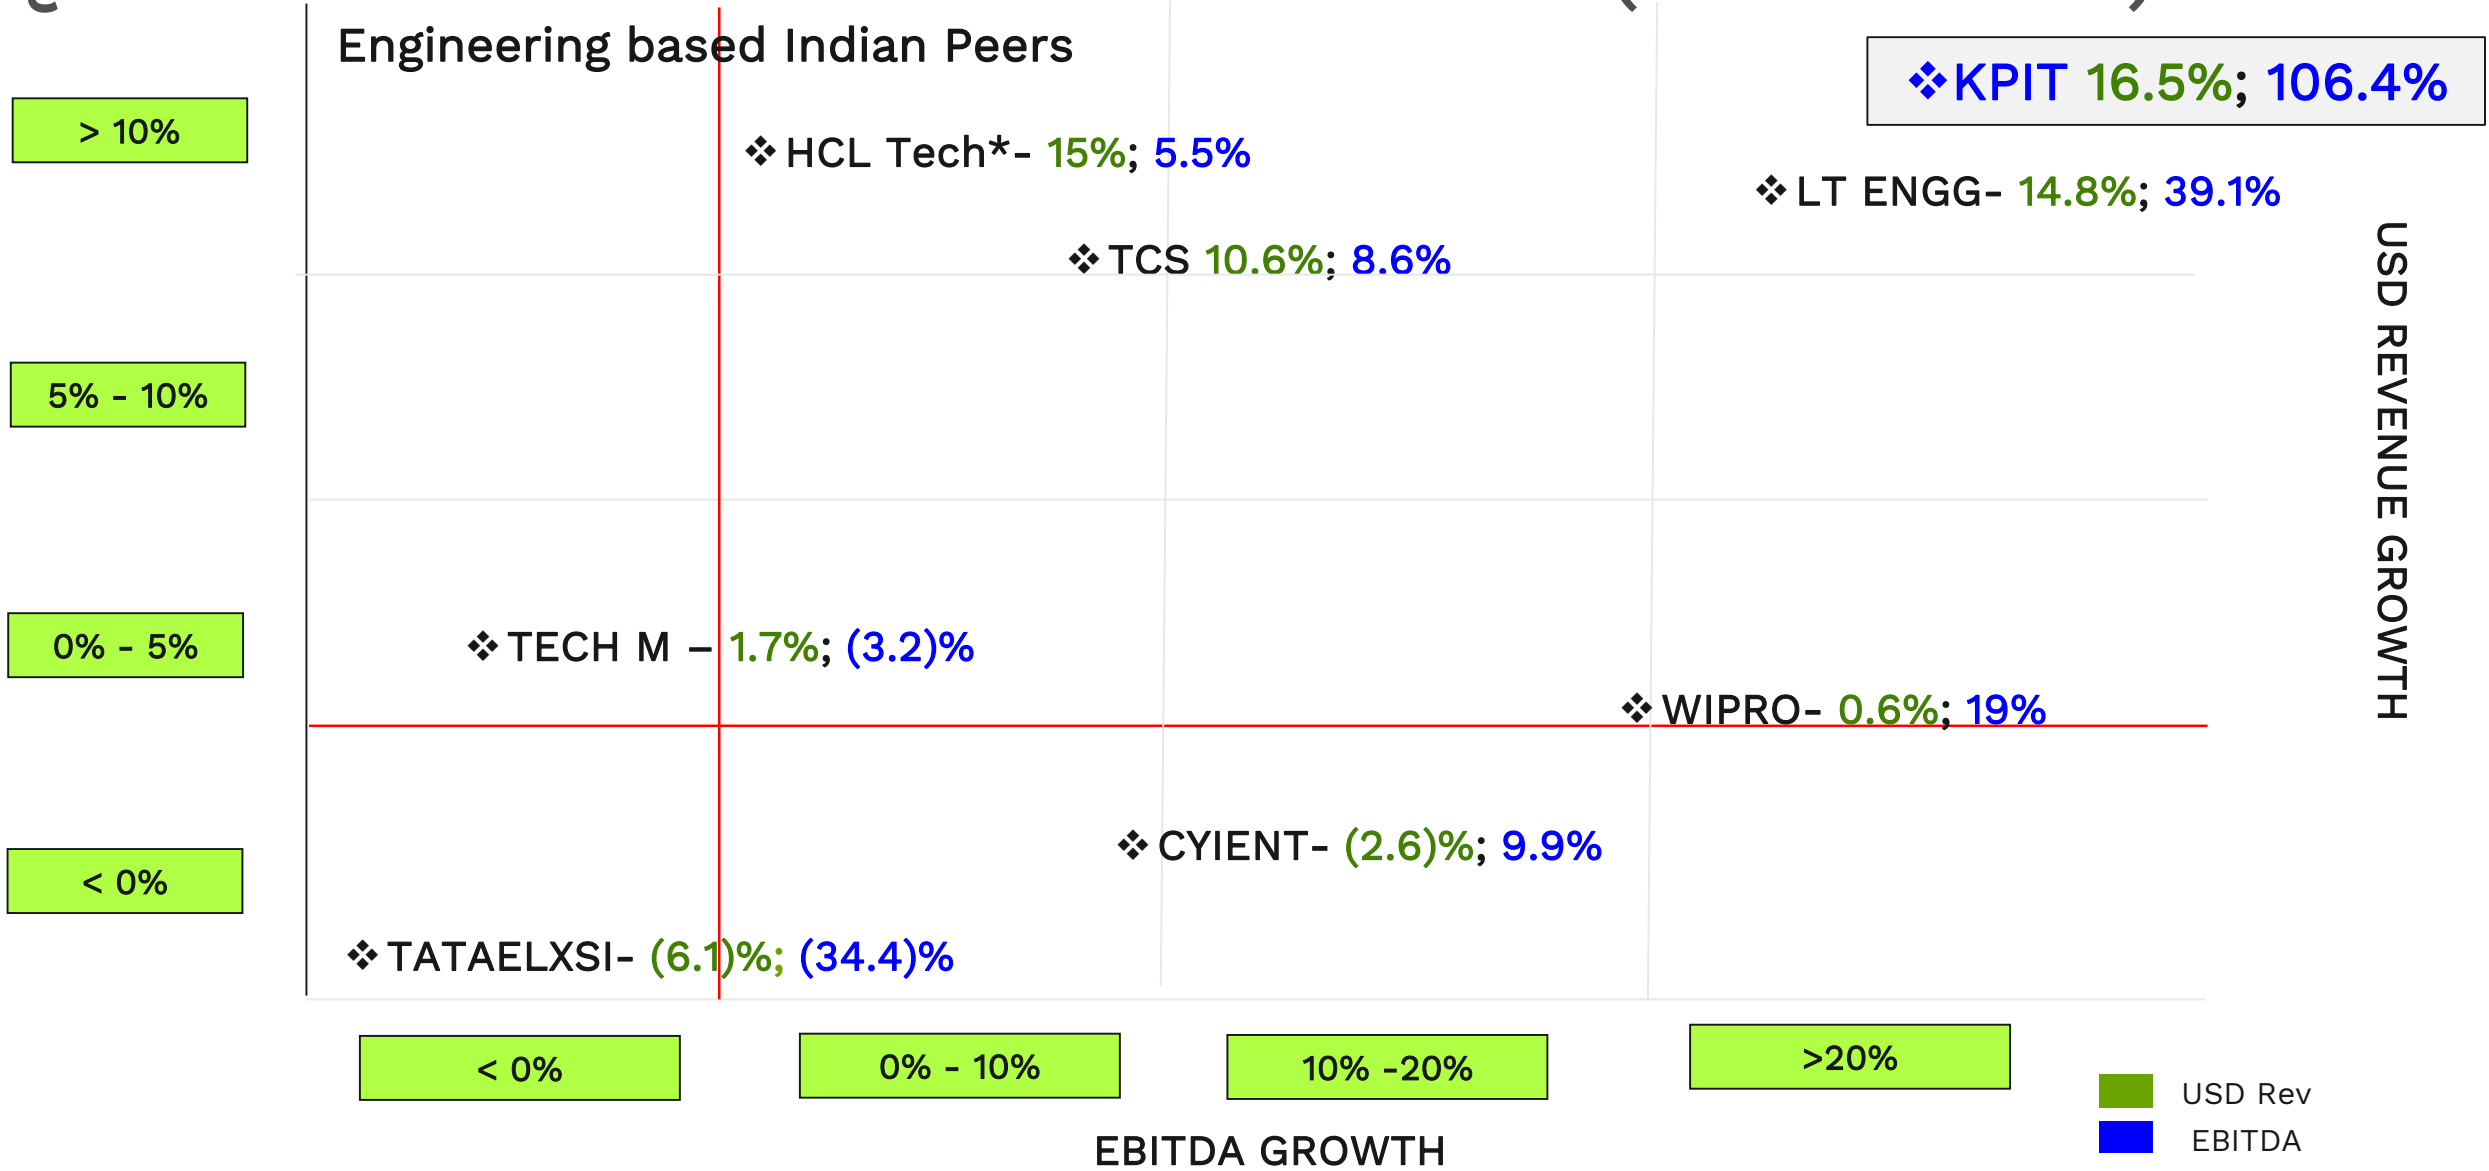 Engineering based Indian Peers
❖KPIT 16.5%; 106.4%
> 10%
❖ HCL Tech*- 15%; 5.5%
❖ LT ENGG- 14.8%; 39.1%
❖ TCS 10.6%; 8.6%
5% - 10%
USD REVENUE GROWTH
0% - 5%
❖ TECH M – 1.7%; (3.2)%
❖ WIPRO- 0.6%; 19%
❖ CYIENT- (2.6)%; 9.9%
< 0%
❖ TATAELXSI- (6.1)%; (34.4)%
< 0%
0% - 10%
10% -20%
>20%
USD Rev
EBITDA
EBITDA GROWTH